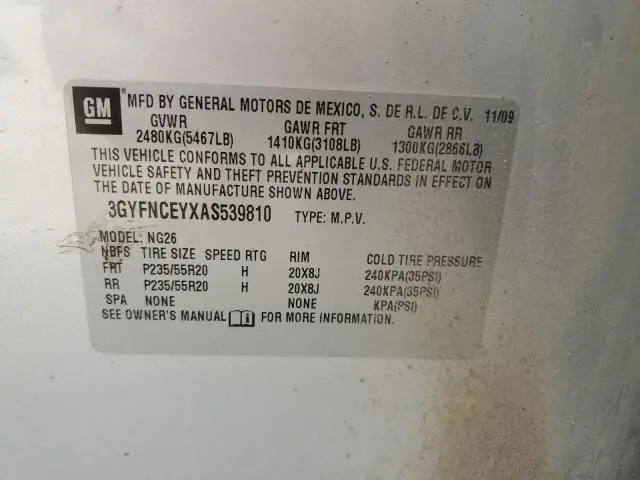 GM ® MFD BY GENERAL MOTORS DE MEXICO, S. DE R.L. DE C.V. 11/09
GVWR GAWR FRT GAWR RR
2480KG(5467LB) 1410KG(3108LB) 1300KG(2866LB)
THIS VEHICLE CONFORMS TO ALL APPLICABLE U.S. FEDERAL MOTOR
VEHICLE SAFETY AND THEFT PREVENTION STANDARDS IN EFFECT ON
THE DATE OF MANUFACTURE SHOWN ABOVE.
3GYFNCEYXAS539810 TYPE: M.P.V.
MODEL: NG26
NBFS TIRE SIZE SPEED RTG RIM COLD TIRE PRESSURE
FRT P235/55R20 H 20X8J 240KPA(35PSI)
RR P235/55R20 H 20X8J 240KPA(35PSI)
SPA NONE NONE KPA(PSI)
SEE OWNER'S MANUAL FOR MORE INFORMATION.